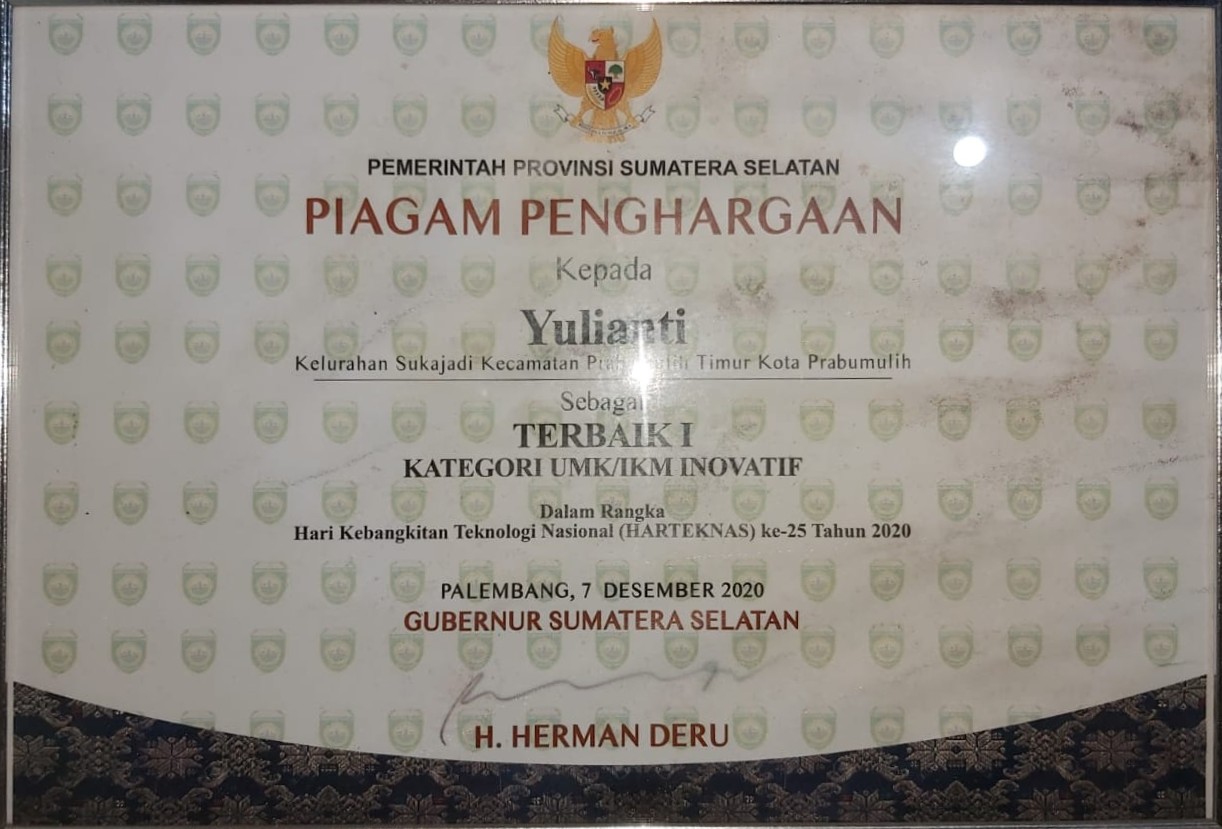 PEMERINTAH PROVINSI SUMATERA SELATAN
PIAGAM PENGHARGAAN
Kepada
Yulianti
Kelurahan Sukajadi Kecamatan Prabumulih Timur Kota Prabumulih
Sebagai
TERBAIK I
KATEGORI UMK/IKM INOVATIF
Dalam Rangka
Hari Kebangkitan Teknologi Nasional (HARTEKNAS) ke-25 Tahun 2020
PALEMBANG, 7 DESEMBER 2020
GUBERNUR SUMATERA SELATAN
H. HERMAN DERU